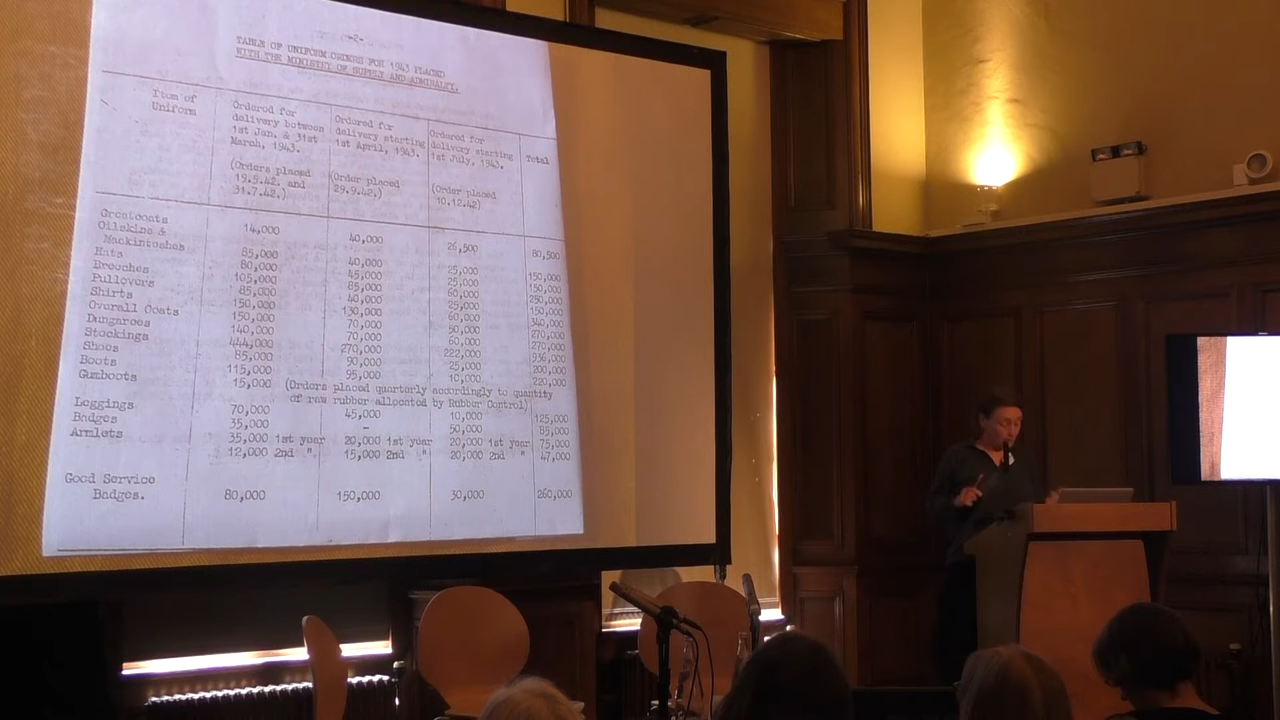 -2-
TABLE OF UNIFORM ORDERS FOR 1943 PLACED
WITH THE MINISTRY OF SUPPLY AND ADMIRALTY.
Item of
Uniform
Ordered for
delivery between
1st Jan. & 31st
March, 1943.
(Orders placed
19.5.42. and
31.7.42.)
Ordered for
delivery starting
1st April, 1943.
(Order placed
29.9.42.)
Ordered for
delivery starting
1st July, 1943.
(Order placed
10.12.42)
Total
Greatcoats 14,000 40,000 26,500 80,500
Oilskins &
Mackintoshes 85,000 40,000 25,000 150,000
Hats 80,000 45,000 25,000 150,000
Breeches 105,000 85,000 60,000 250,000
Pullovers 85,000 40,000 25,000 150,000
Shirts 150,000 130,000 60,000 340,000
Overall Coats 150,000 70,000 50,000 270,000
Dungarees 140,000 70,000 60,000 270,000
Stockings 444,000 270,000 222,000 936,000
Shoes 85,000 90,000 25,000 200,000
Boots 115,000 95,000 10,000 220,000
Gumboots 15,000 (Orders placed quarterly accordingly to quantity
of raw rubber allocated by Rubber Control)
Leggings 70,000 45,000 10,000 125,000
Badges 35,000 - 50,000 85,000
Armlets 35,000 1st year 20,000 1st year 20,000 1st year 75,000
12,000 2nd " 15,000 2nd " 20,000 2nd " 47,000
Good Service
Badges. 80,000 150,000 30,000 260,000